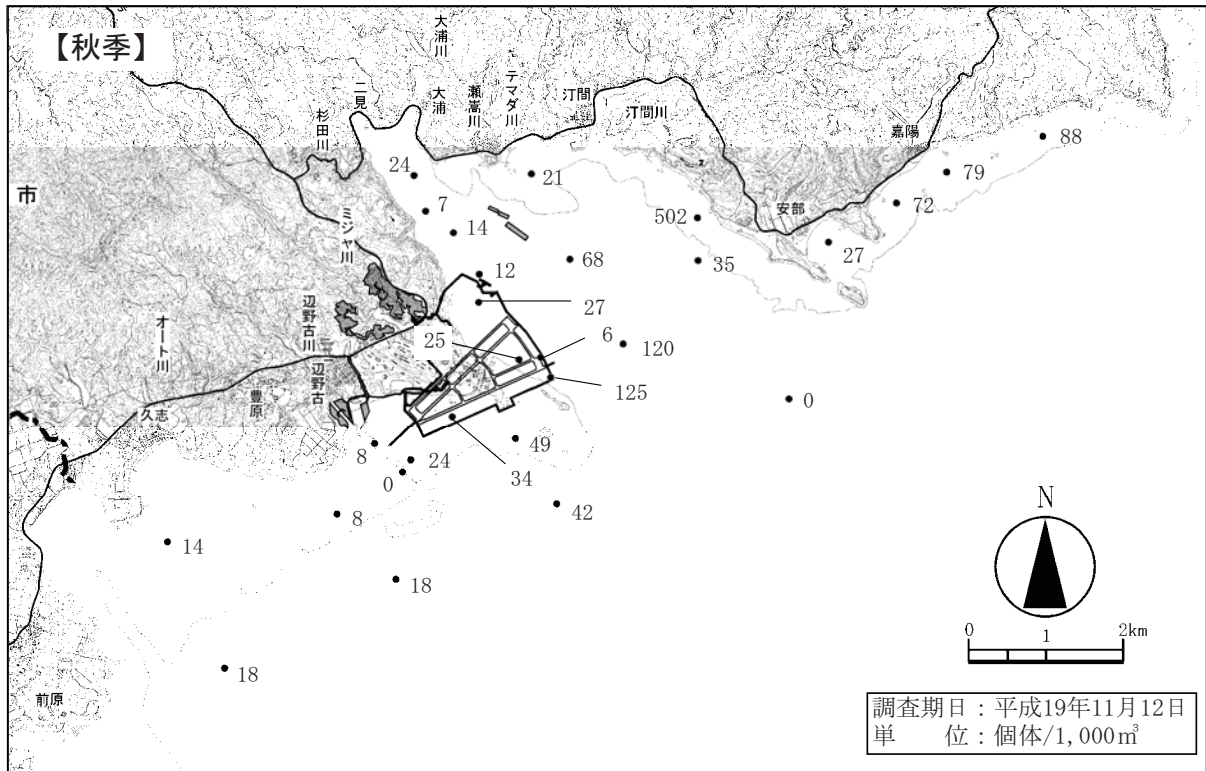 【秋季】
大浦川
テマダ川
瀬嵩川
大浦
二見
杉田川
汀間
汀間川
嘉陽
安部
市
ミジャ川
辺野古川
辺野古
オート川
豊原
久志
前原
88
79
72
27
24
21
7
14
502
35
68
12
27
6
25
120
125
0
49
34
8
24
0
8
42
14
18
18
N
0 1 2km
調査期日：平成19年11月12日
単　　位：個体/1,000㎥